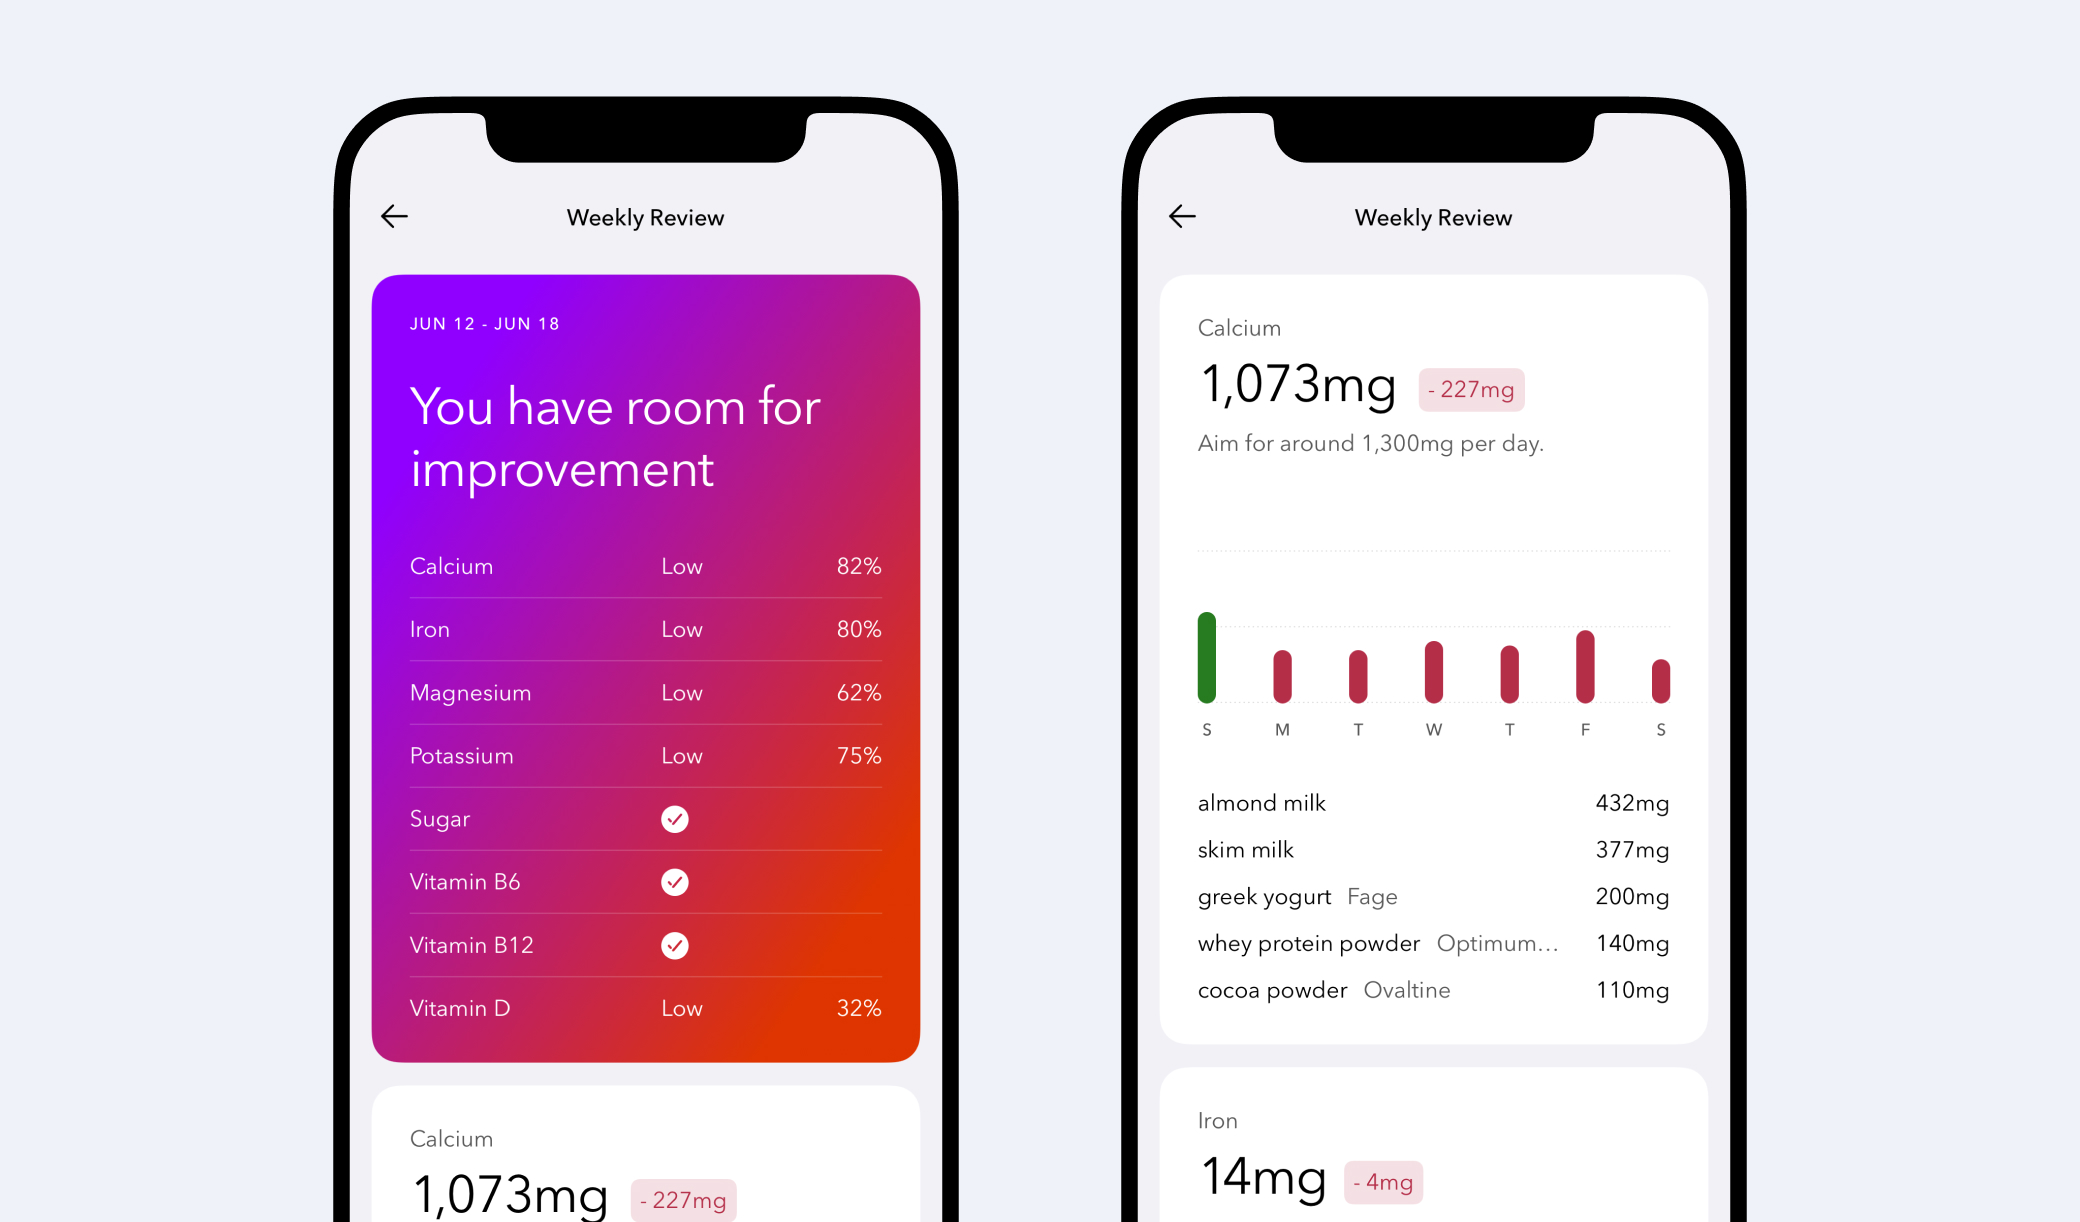 Weekly Review
JUN 12 - JUN 18
You have room for
improvement
Calcium Low 82%
Iron Low 80%
Magnesium Low 62%
Potassium Low 75%
Sugar
Vitamin B6
Vitamin B12
Vitamin D Low 32%
Calcium
1,073mg - 227mg
Weekly Review
Calcium
1,073mg - 227mg
Aim for around 1,300mg per day.
S M T W T F S
almond milk 432mg
skim milk 377mg
greek yogurt Fage 200mg
whey protein powder Optimum... 140mg
cocoa powder Ovaltine 110mg
Iron
14mg - 4mg